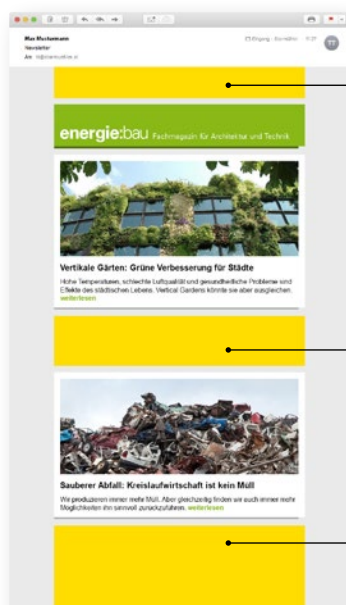 Max Mustermann
Newsletter
An:
TT
energie:bau Fachmagazin für Architektur und Technik
Vertikale Gärten: Grüne Verbesserung für Städte
Hohe Temperaturen, schlechte Luftqualität und gesundheitliche Probleme sind
Effekte des städtischen Lebens. Vertical Gardens könnte sie aber ausgleichen.
weiterlesen
Sauberer Abfall: Kreislaufwirtschaft ist kein Müll
Wir produzieren immer mehr Müll. Aber gleichzeitig finden wir auch immer mehr
Möglichkeiten ihn sinnvoll zurückzuführen. weiterlesen